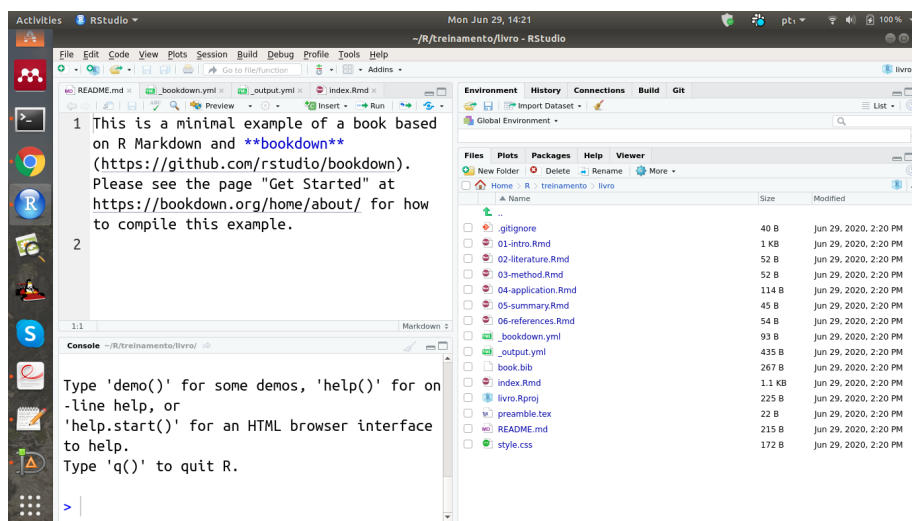 Activities RStudio Mon Jun 29, 14:21 pt₁ 100 %
~/R/treinamento/livro - RStudio
File Edit Code View Plots Session Build Debug Profile Tools Help
Go to file/function Addins livro
README.md _bookdown.yml _output.yml index.Rmd
Preview Insert Run
1 This is a minimal example of a book based
on R Markdown and **bookdown**
(https://github.com/rstudio/bookdown).
Please see the page "Get Started" at
https://bookdown.org/home/about/ for how
to compile this example.
2
1:1 Markdown
Console ~/R/treinamento/livro/
Type 'demo()' for some demos, 'help()' for on
-line help, or
'help.start()' for an HTML browser interface
to help.
Type 'q()' to quit R.
>
Environment History Connections Build Git
Import Dataset List
Global Environment
Files Plots Packages Help Viewer
New Folder Delete Rename More
Home R treinamento livro
Name Size Modified
..
.gitignore 40 B Jun 29, 2020, 2:20 PM
01-intro.Rmd 1 KB Jun 29, 2020, 2:20 PM
02-literature.Rmd 52 B Jun 29, 2020, 2:20 PM
03-method.Rmd 52 B Jun 29, 2020, 2:20 PM
04-application.Rmd 114 B Jun 29, 2020, 2:20 PM
05-summary.Rmd 45 B Jun 29, 2020, 2:20 PM
06-references.Rmd 54 B Jun 29, 2020, 2:20 PM
_bookdown.yml 93 B Jun 29, 2020, 2:20 PM
_output.yml 435 B Jun 29, 2020, 2:20 PM
book.bib 267 B Jun 29, 2020, 2:20 PM
index.Rmd 1.1 KB Jun 29, 2020, 2:20 PM
livro.Rproj 225 B Jun 29, 2020, 2:20 PM
preamble.tex 22 B Jun 29, 2020, 2:20 PM
README.md 215 B Jun 29, 2020, 2:20 PM
style.css 172 B Jun 29, 2020, 2:20 PM